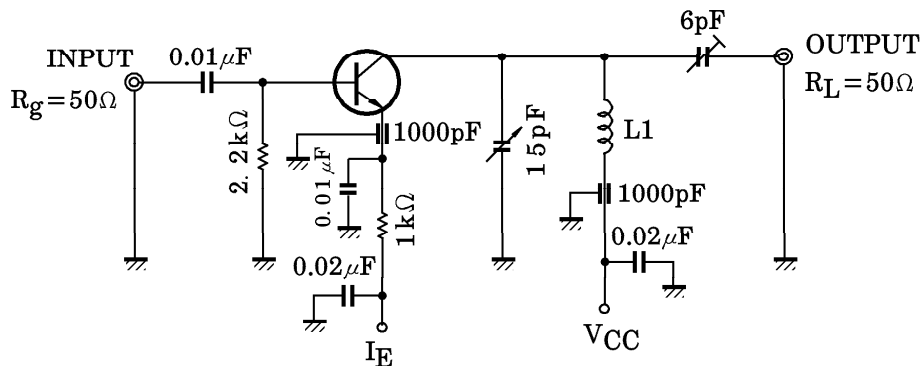 6pF
INPUT
0.01μF
OUTPUT
Rg=50Ω
RL=50Ω
2.2kΩ
1000pF
15pF
L1
0.01μF
1kΩ
1000pF
0.02μF
0.02μF
IE
VCC